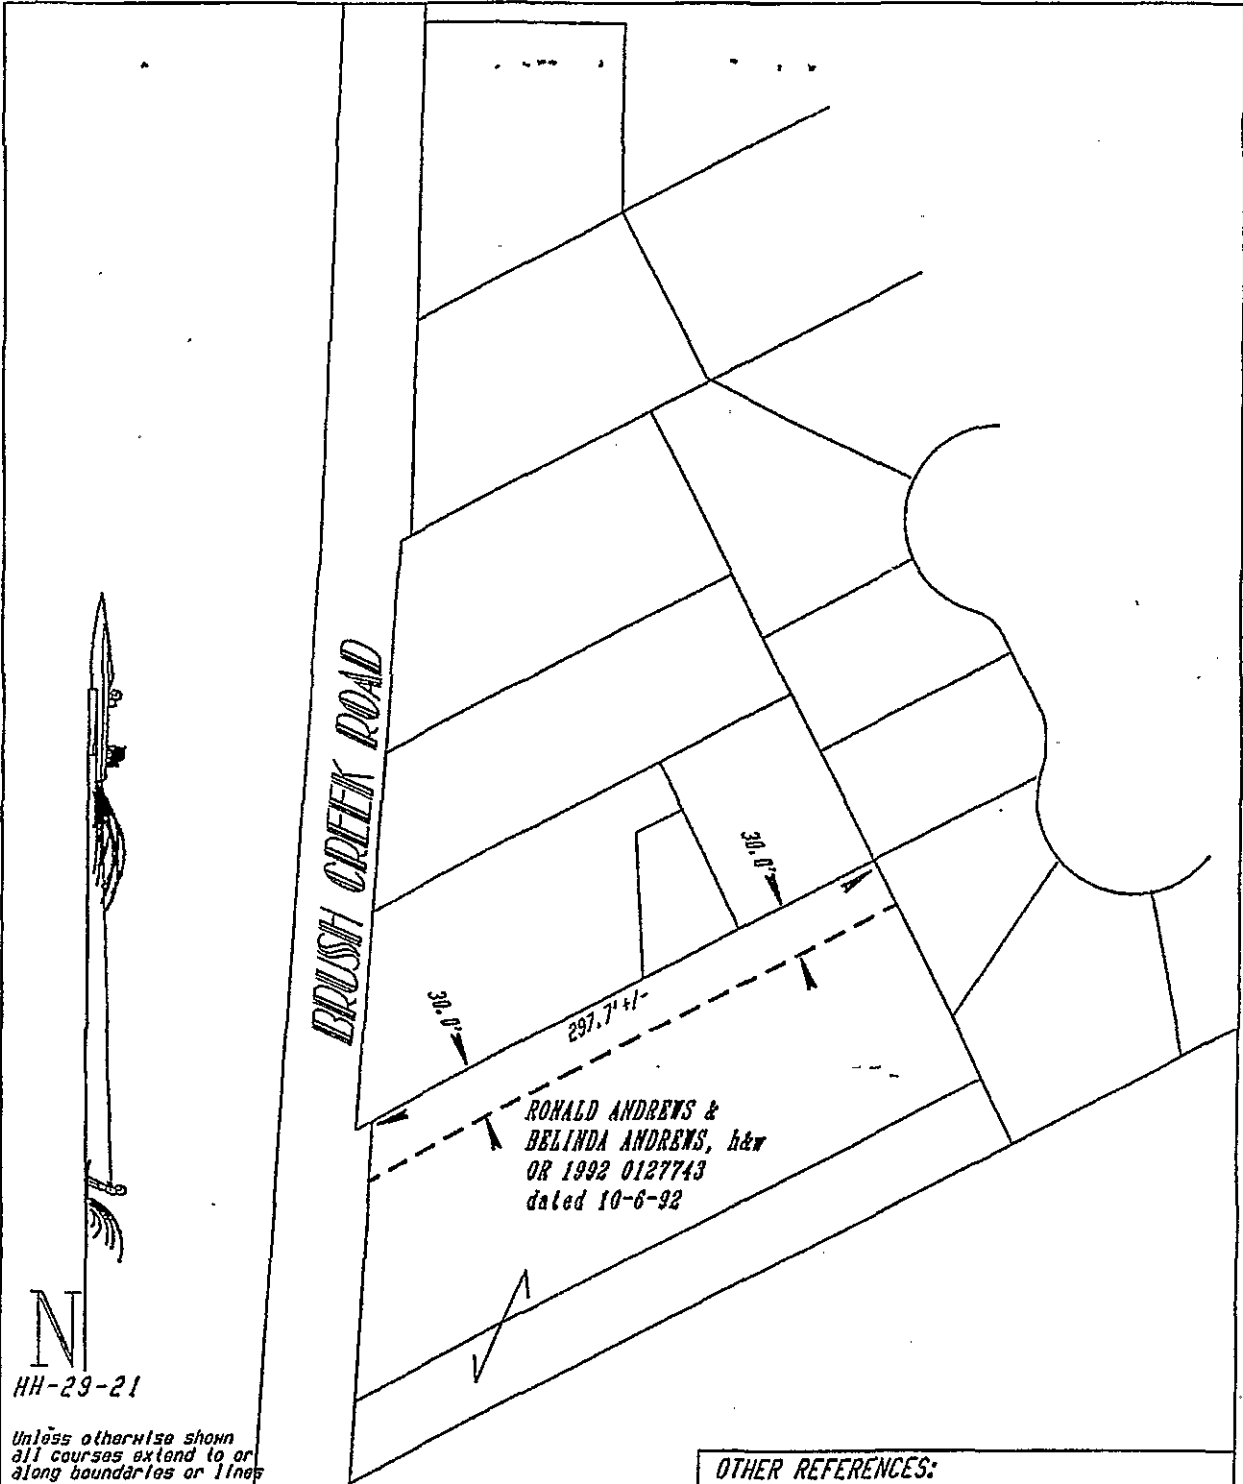 BRUSH CREEK ROAD
30.0'
30.0'
297.7' +/-
RONALD ANDREWS &
BELINDA ANDREWS, h&w
OR 1992 0127743
dated 10-6-92
N
HH-29-21
Unless otherwise shown
all courses extend to or
along boundaries or lines
OTHER REFERENCES: